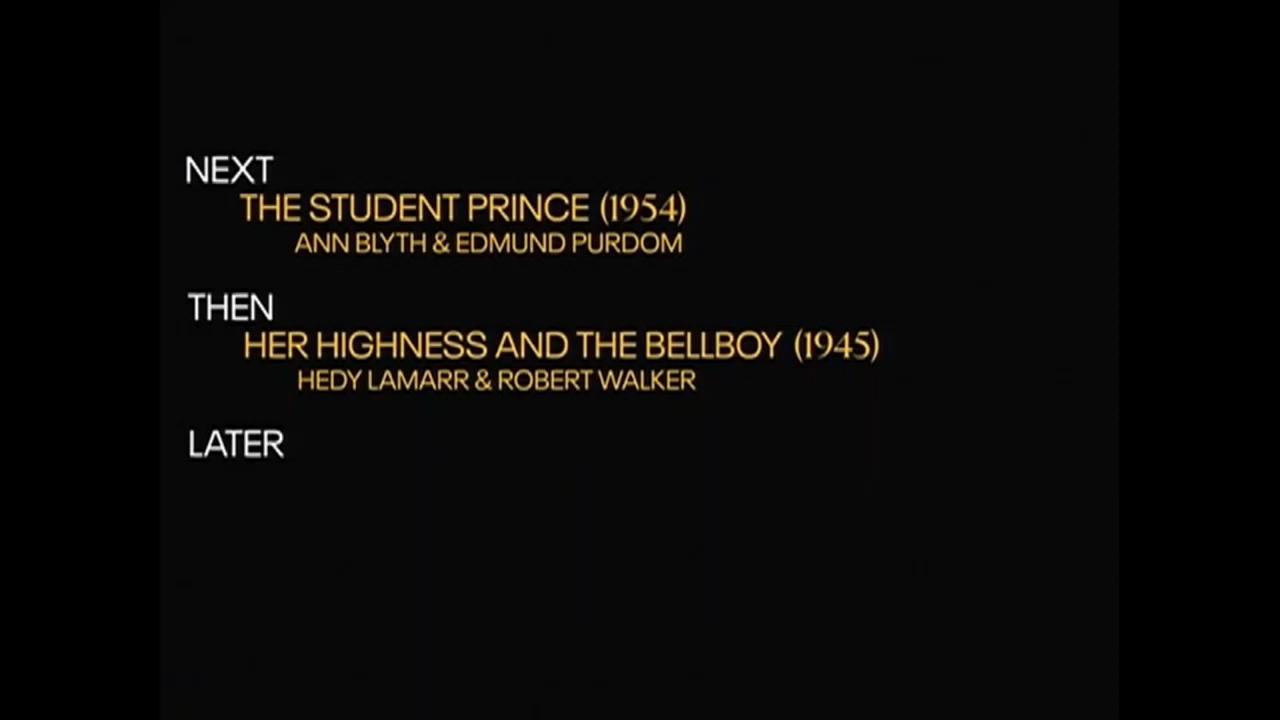 NEXT
THE STUDENT PRINCE (1954)
ANN BLYTH & EDMUND PURDOM
THEN
HER HIGHNESS AND THE BELLBOY (1945)
HEDY LAMARR & ROBERT WALKER
LATER